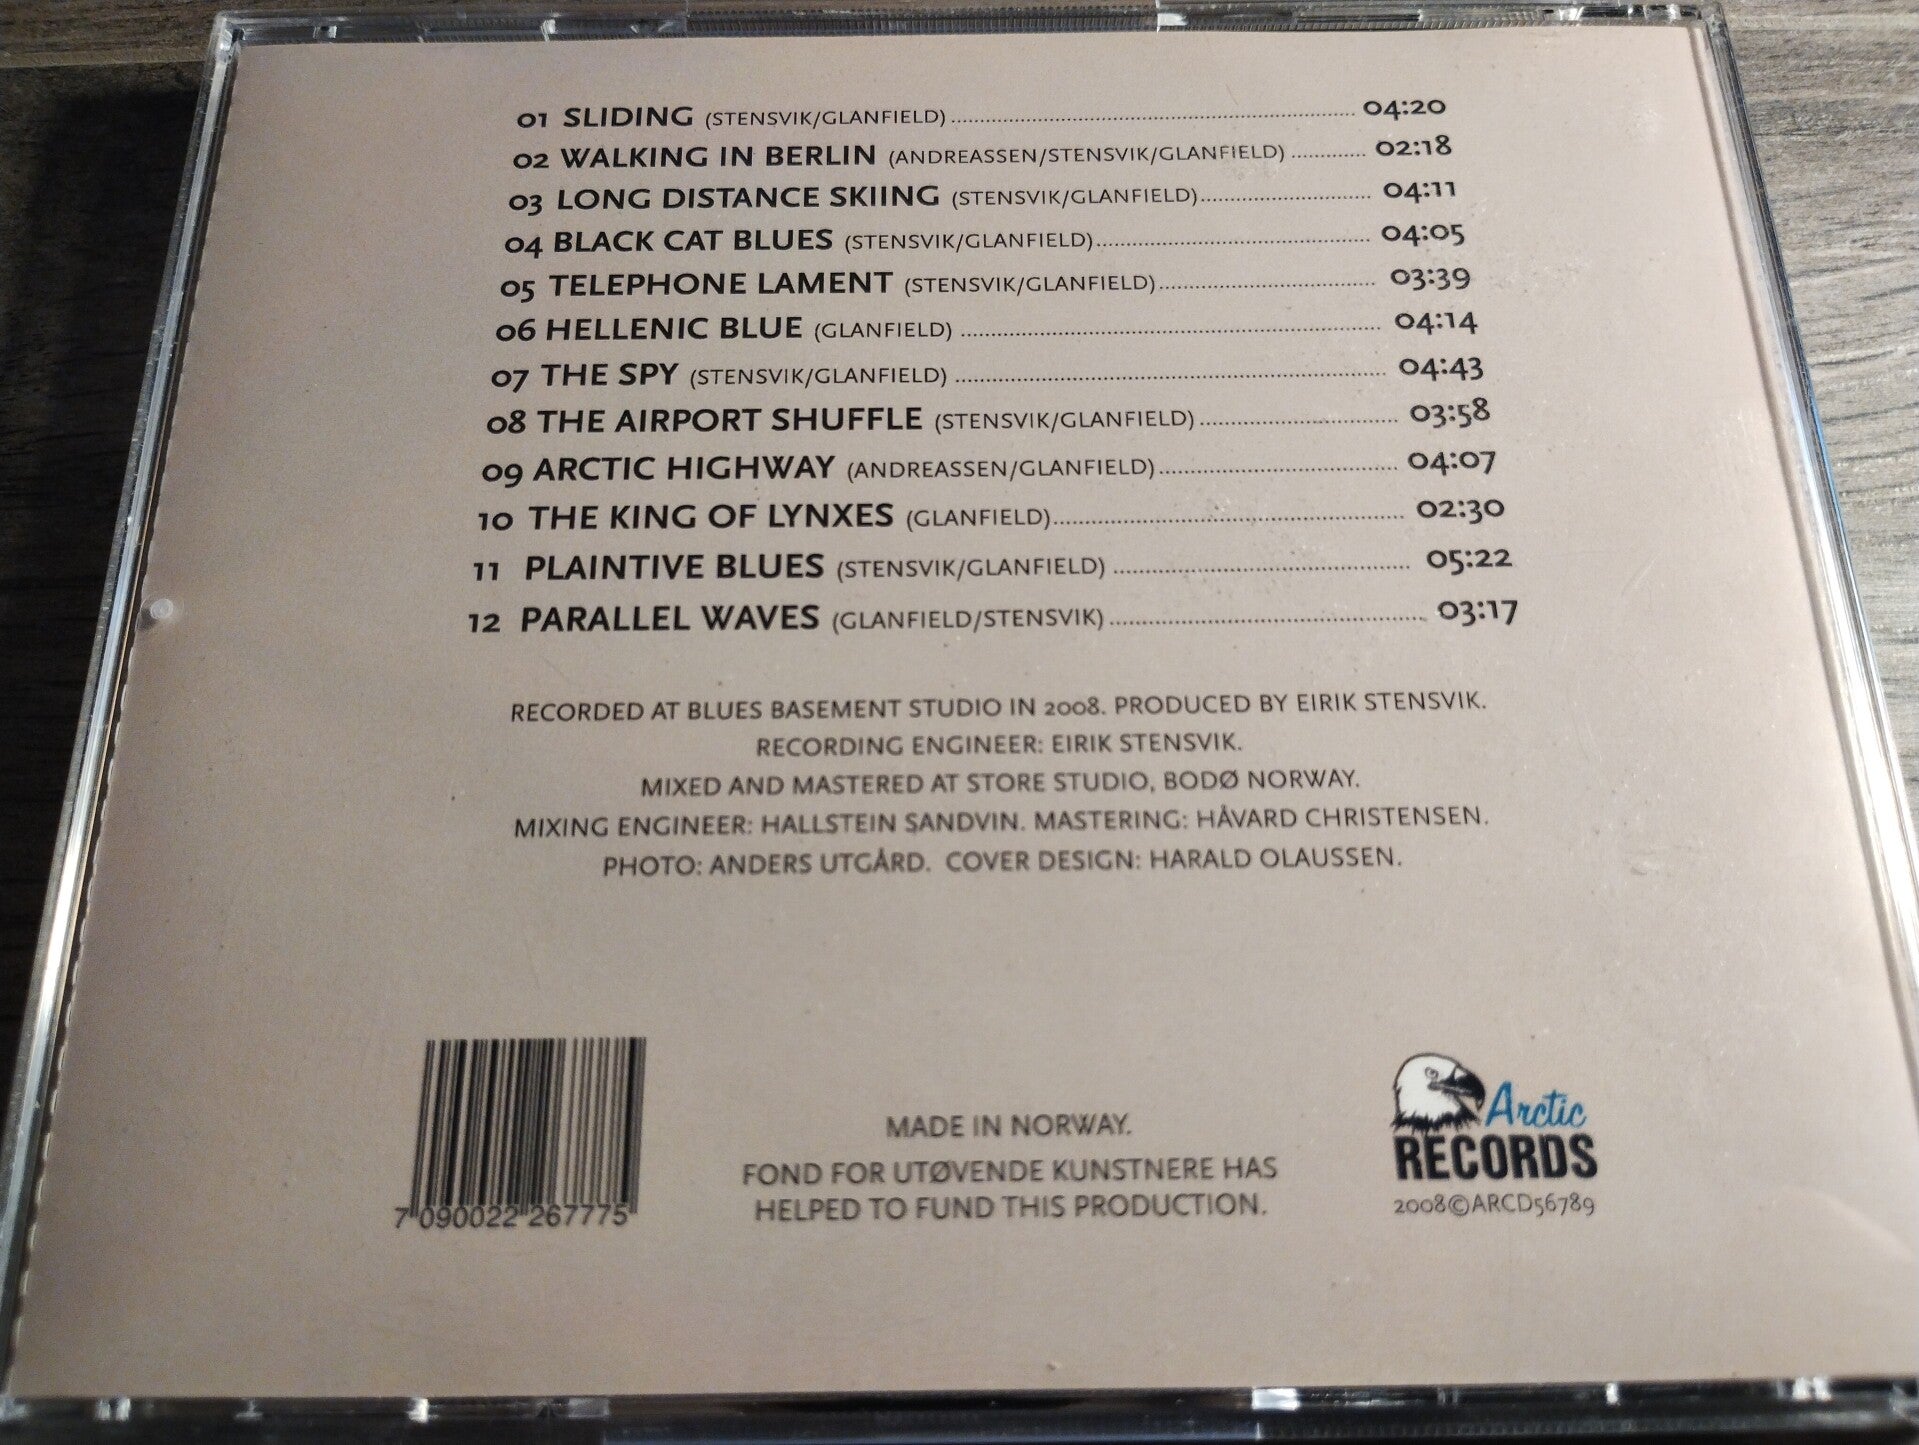 01 SLIDING (STENSVIK/GLANFIELD) 04:20
02 WALKING IN BERLIN (ANDREASSEN/STENSVIK/GLANFIELD) 02:18
03 LONG DISTANCE SKIING (STENSVIK/GLANFIELD) 04:11
04 BLACK CAT BLUES (STENSVIK/GLANFIELD) 04:05
05 TELEPHONE LAMENT (STENSVIK/GLANFIELD) 03:39
06 HELLENIC BLUE (GLANFIELD) 04:14
07 THE SPY (STENSVIK/GLANFIELD) 04:43
08 THE AIRPORT SHUFFLE (STENSVIK/GLANFIELD) 03:58
09 ARCTIC HIGHWAY (ANDREASSEN/GLANFIELD) 04:07
10 THE KING OF LYNXES (GLANFIELD) 02:30
11 PLAINTIVE BLUES (STENSVIK/GLANFIELD) 05:22
12 PARALLEL WAVES (GLANFIELD/STENSVIK) 03:17
RECORDED AT BLUES BASEMENT STUDIO IN 2008. PRODUCED BY EIRIK STENSVIK.
RECORDING ENGINEER: EIRIK STENSVIK.
MIXED AND MASTERED AT STORE STUDIO, BODØ NORWAY.
MIXING ENGINEER: HALLSTEIN SANDVIN. MASTERING: HÅVARD CHRISTENSEN.
PHOTO: ANDERS UTGÅRD. COVER DESIGN: HARALD OLAUSSEN.
7 090022 267775
MADE IN NORWAY.
FOND FOR UTØVENDE KUNSTNERE HAS
HELPED TO FUND THIS PRODUCTION.
Arctic
RECORDS
2008©ARCD56789